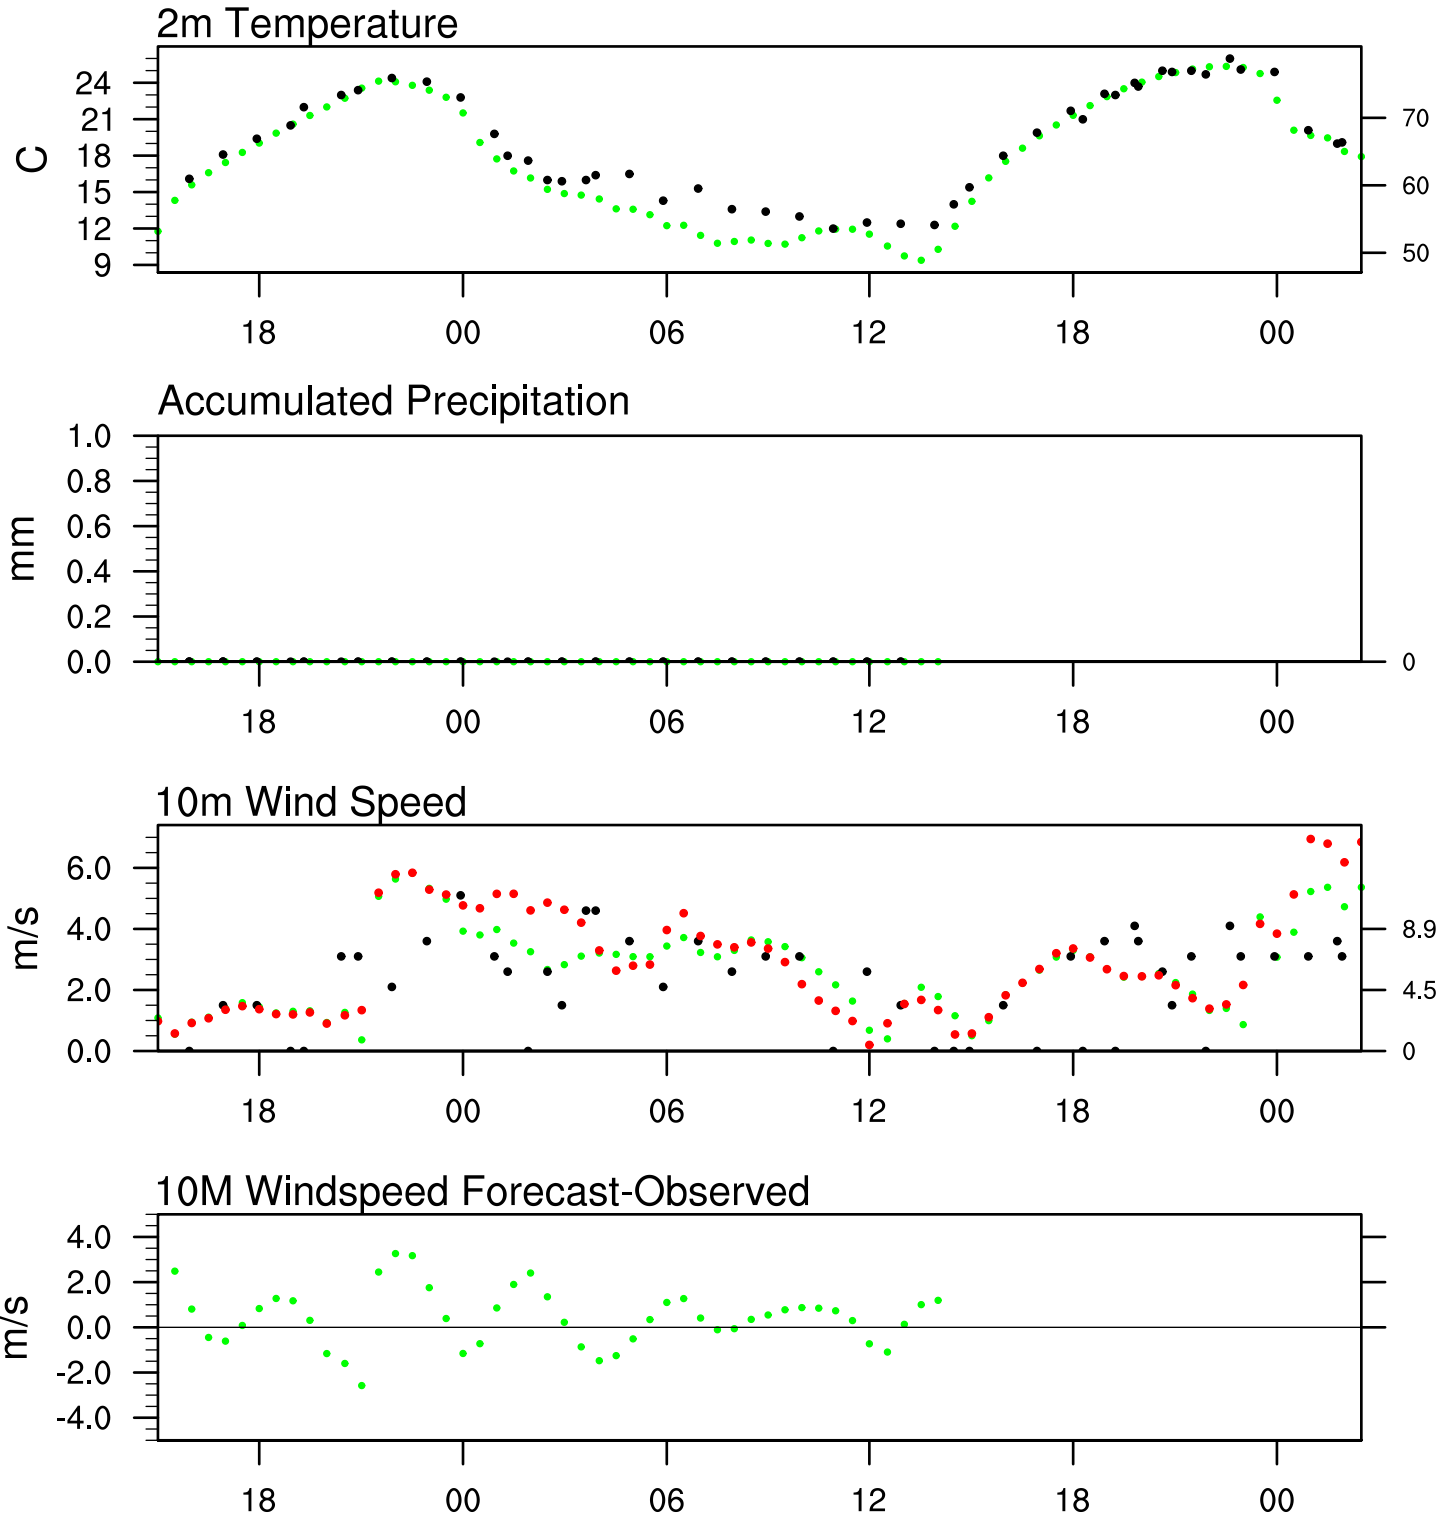 2m Temperature
C
24
21
18
15
12
9
70
60
50
18 00 06 12 18 00
Accumulated Precipitation
mm
1.0
0.8
0.6
0.4
0.2
0.0
0
18 00 06 12 18 00
10m Wind Speed
m/s
6.0
4.0
2.0
0.0
8.9
4.5
0
18 00 06 12 18 00
10M Windspeed Forecast-Observed
m/s
4.0
2.0
0.0
-2.0
-4.0
18 00 06 12 18 00